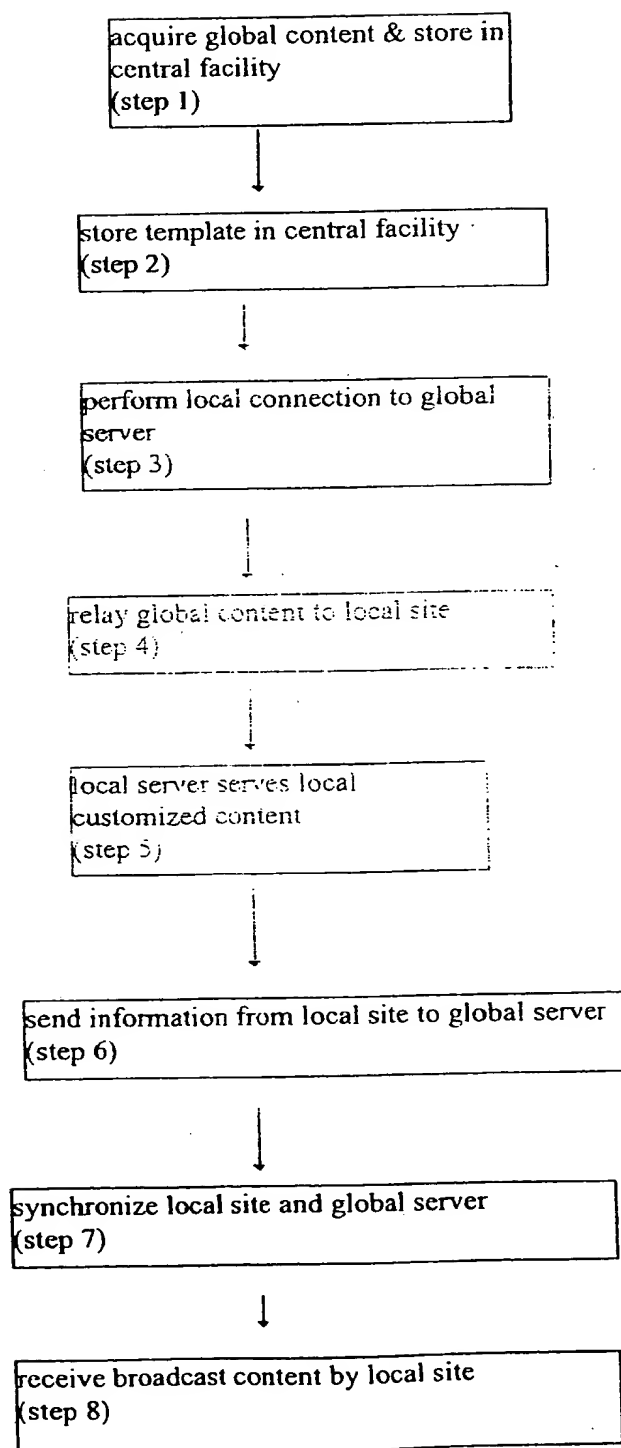 acquire global content & store in
central facility
(step 1)
store template in central facility
(step 2)
perform local connection to global
server
(step 3)
relay global content to local site
(step 4)
local server serves local
customized content
(step 5)
send information from local site to global server
(step 6)
synchronize local site and global server
(step 7)
receive broadcast content by local site
(step 8)